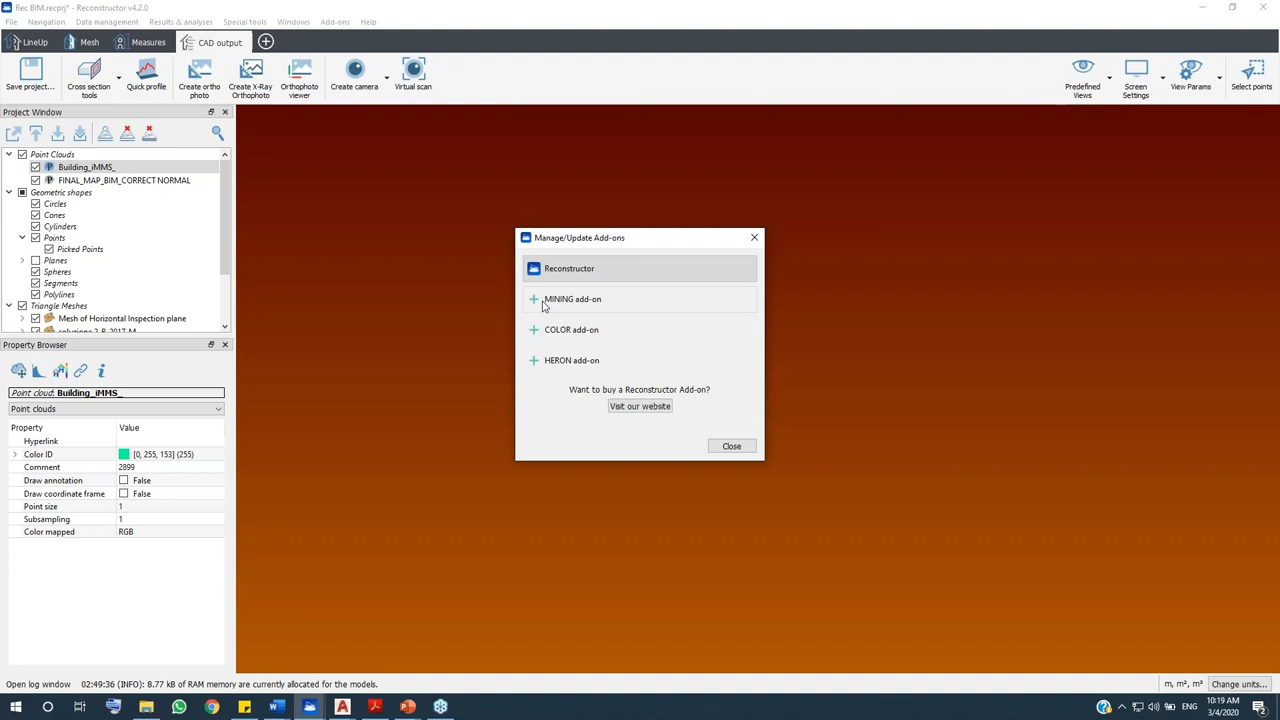 Rec BIM.recprj* - Reconstructor v4.2.0
File Navigation Data management Results & analyses Special tools Windows Add-ons Help
LineUp Mesh Measures CAD output
Save project... Cross section tools Quick profile Create ortho photo Create X-Ray Orthophoto Orthophoto viewer Create camera Virtual scan Predefined Views Screen Settings View Params Select points
Project Window
Point Clouds
Building_iMMS_
FINAL_MAP_BIM_CORRECT NORMAL
Geometric shapes
Circles
Cones
Cylinders
Points
Picked Points
Planes
Spheres
Segments
Polylines
Triangle Meshes
Mesh of Horizontal Inspection plane
Property Browser
Point cloud: Building_iMMS_
Point clouds
Property Value
Hyperlink
Color ID [0, 255, 153] (255)
Comment 2899
Draw annotation False
Draw coordinate frame False
Point size 1
Subsampling 1
Color mapped RGB
Manage/Update Add-ons
Reconstructor
MINING add-on
COLOR add-on
HERON add-on
Want to buy a Reconstructor Add-on?
Visit our website
Close
Open log window 02:49:36 (INFO): 8.77 kB of RAM memory are currently allocated for the models. m, m², m³ Change units...
ENG 10:19 AM
3/4/2020
2